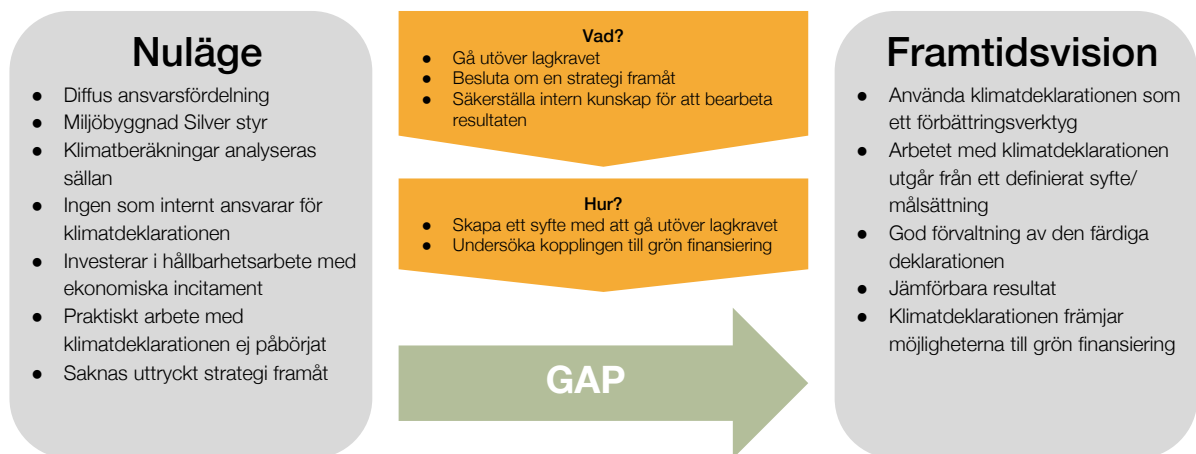 Nuläge
● Diffus ansvarsfördelning
● Miljöbyggnad Silver styr
● Klimatberäkningar analyseras
sällan
● Ingen som internt ansvarar för
klimatdeklarationen
● Investerar i hållbarhetsarbete med
ekonomiska incitament
● Praktiskt arbete med
klimatdeklarationen ej påbörjat
● Saknas uttryckt strategi framåt
Vad?
● Gå utöver lagkravet
● Besluta om en strategi framåt
● Säkerställa intern kunskap för att bearbeta
resultaten
Hur?
● Skapa ett syfte med att gå utöver lagkravet
● Undersöka kopplingen till grön finansiering
GAP
Framtidsvision
● Använda klimatdeklarationen som
ett förbättringsverktyg
● Arbetet med klimatdeklarationen
utgår från ett definierat syfte/
målsättning
● God förvaltning av den färdiga
deklarationen
● Jämförbara resultat
● Klimatdeklarationen främjar
möjligheterna till grön finansiering